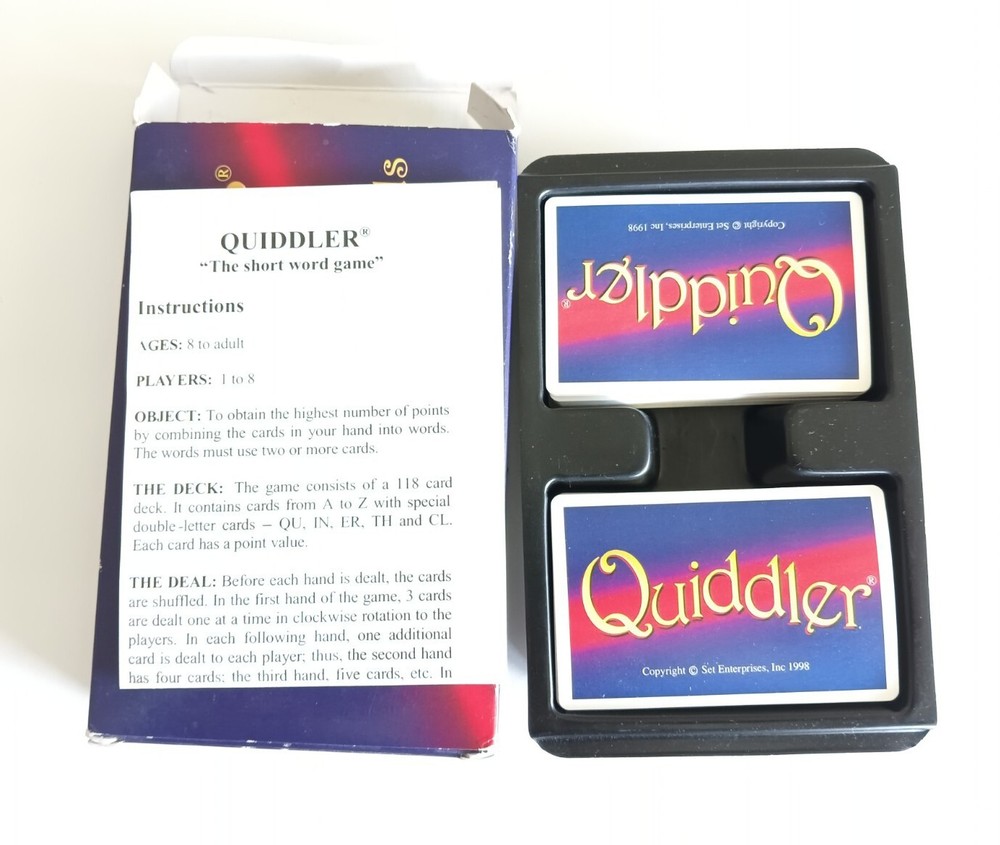 QUIDDLER®
“The short word game”
Instructions
AGES: 8 to adult
PLAYERS: 1 to 8
OBJECT: To obtain the highest number of points
by combining the cards in your hand into words.
The words must use two or more cards.
THE DECK: The game consists of a 118 card
deck. It contains cards from A to Z with special
double-letter cards – QU, IN, ER, TH and CL.
Each card has a point value.
THE DEAL: Before each hand is dealt, the cards
are shuffled. In the first hand of the game, 3 cards
are dealt one at a time in clockwise rotation to the
players. In each following hand, one additional
card is dealt to each player; thus, the second hand
has four cards; the third hand, five cards, etc. In
Quiddler®
Copyright © Set Enterprises, Inc 1998
Quiddler®
Copyright © Set Enterprises, Inc 1998